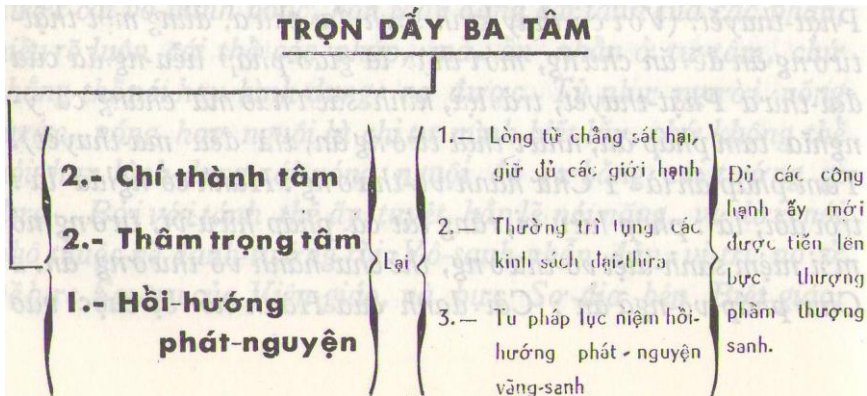 TRỌN DẤY BA TÂM
2.- Chí thành tâm
2.- Thâm trọng tâm
1.- Hồi-hướng
phát-nguyện
Lại
1.— Lòng từ chẳng sát hại,
giữ đủ các giới hạnh
2.— Thường trì tụng các
kinh sách đại-thừa
3.— Tu pháp lục niệm hồi-
hướng phát-nguyện
vãng-sanh
Đủ các công
hạnh ấy mới
được tiến lên
bực thượng
phẩm thượng
sanh.